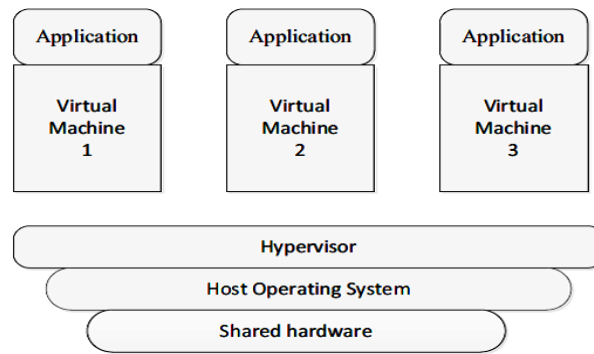 Application
Application
Application
Virtual
Machine
1
Virtual
Machine
2
Virtual
Machine
3
Hypervisor
Host Operating System
Shared hardware